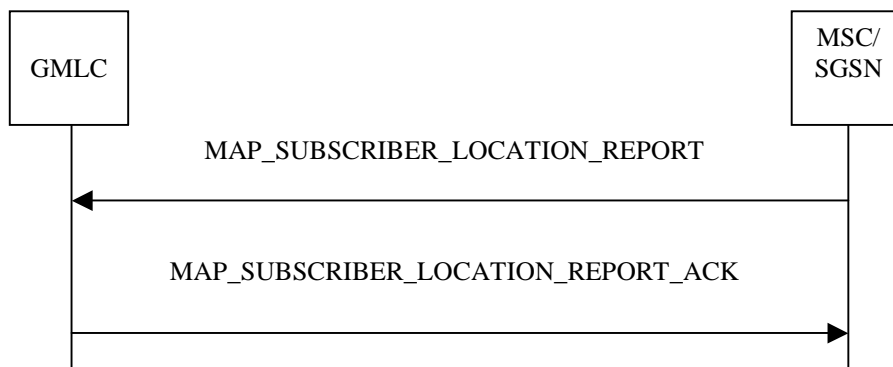 GMLC
MSC/
SGSN
MAP_SUBSCRIBER_LOCATION_REPORT
MAP_SUBSCRIBER_LOCATION_REPORT_ACK